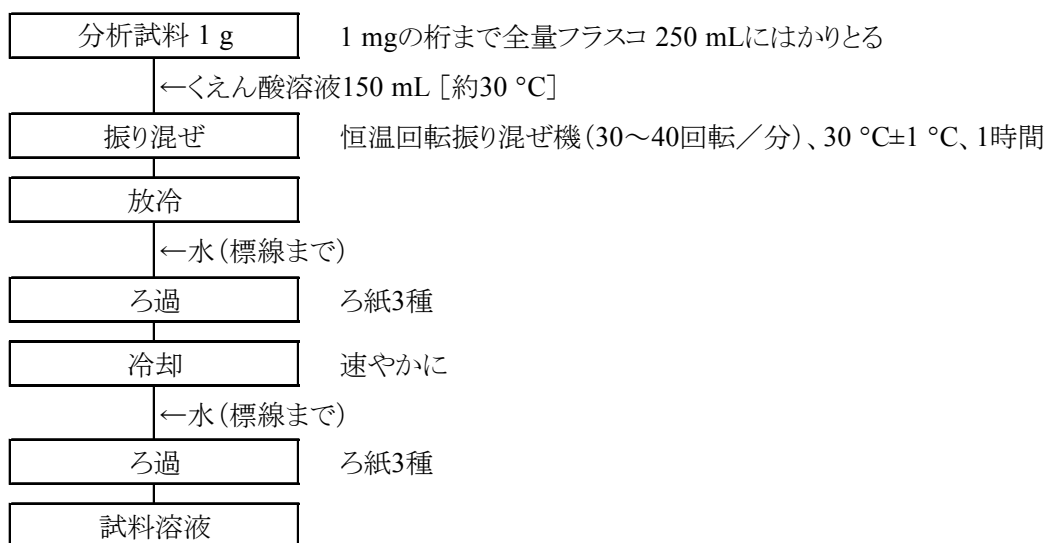 分析試料 1 g 1 mgの桁まで全量フラスコ 250 mLにはかりとる
←くえん酸溶液150 mL [約30 °C]
振り混ぜ 恒温回転振り混ぜ機(30～40回転／分)、30 °C±1 °C、1時間
放冷
←水(標線まで)
ろ過 ろ紙3種
冷却 速やかに
←水(標線まで)
ろ過 ろ紙3種
試料溶液